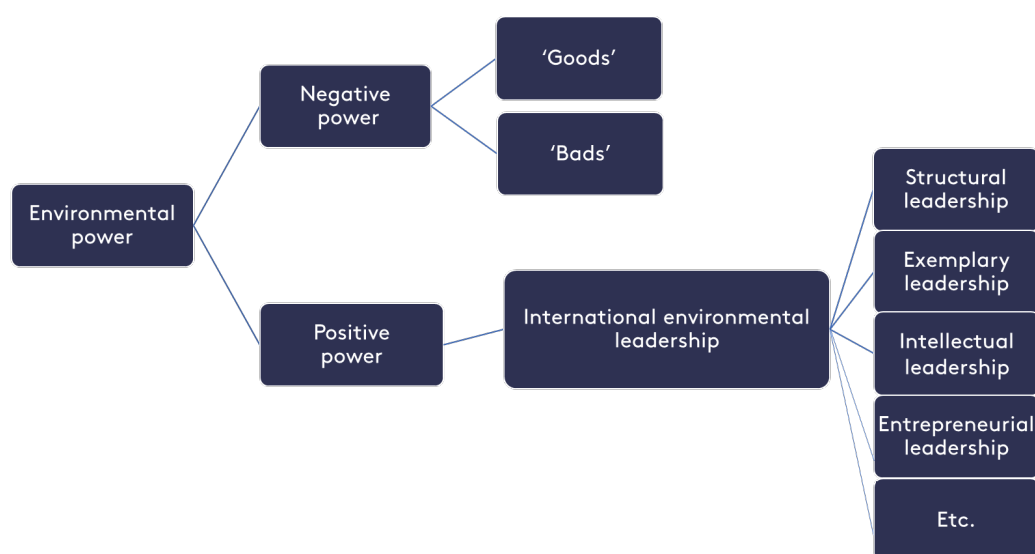 Environmental
power
Negative
power
‘Goods’
‘Bads’
Positive
power
International environmental
leadership
Structural
leadership
Exemplary
leadership
Intellectual
leadership
Entrepreneurial
leadership
Etc.